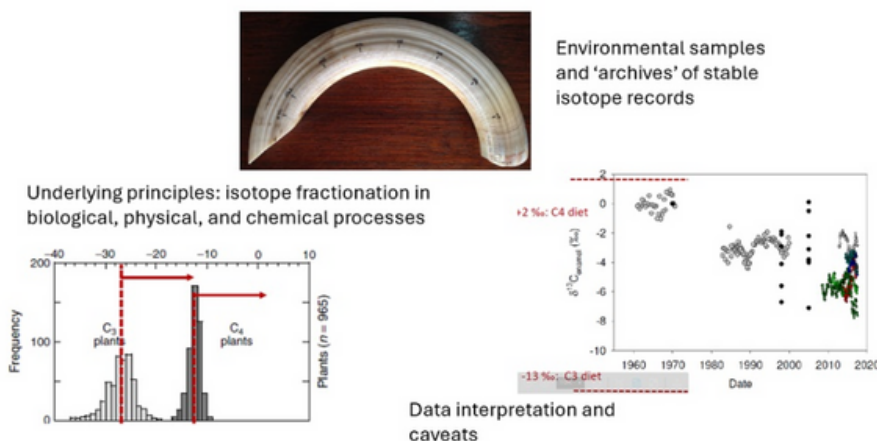 Environmental samples
and ‘archives’ of stable
isotope records
Underlying principles: isotope fractionation in
biological, physical, and chemical processes
−40 −30 −20 −10 0 10
200
100
0
Frequency
C3
plants
C4
plants
Plants (n = 965)
2
0
-2
-4
-6
-8
-10
+2 ‰: C4 diet
δ13Cenamel (‰)
-13 ‰: C3 diet
1960 1970 1980 1990 2000 2010 2020
Date
Data interpretation and
caveats